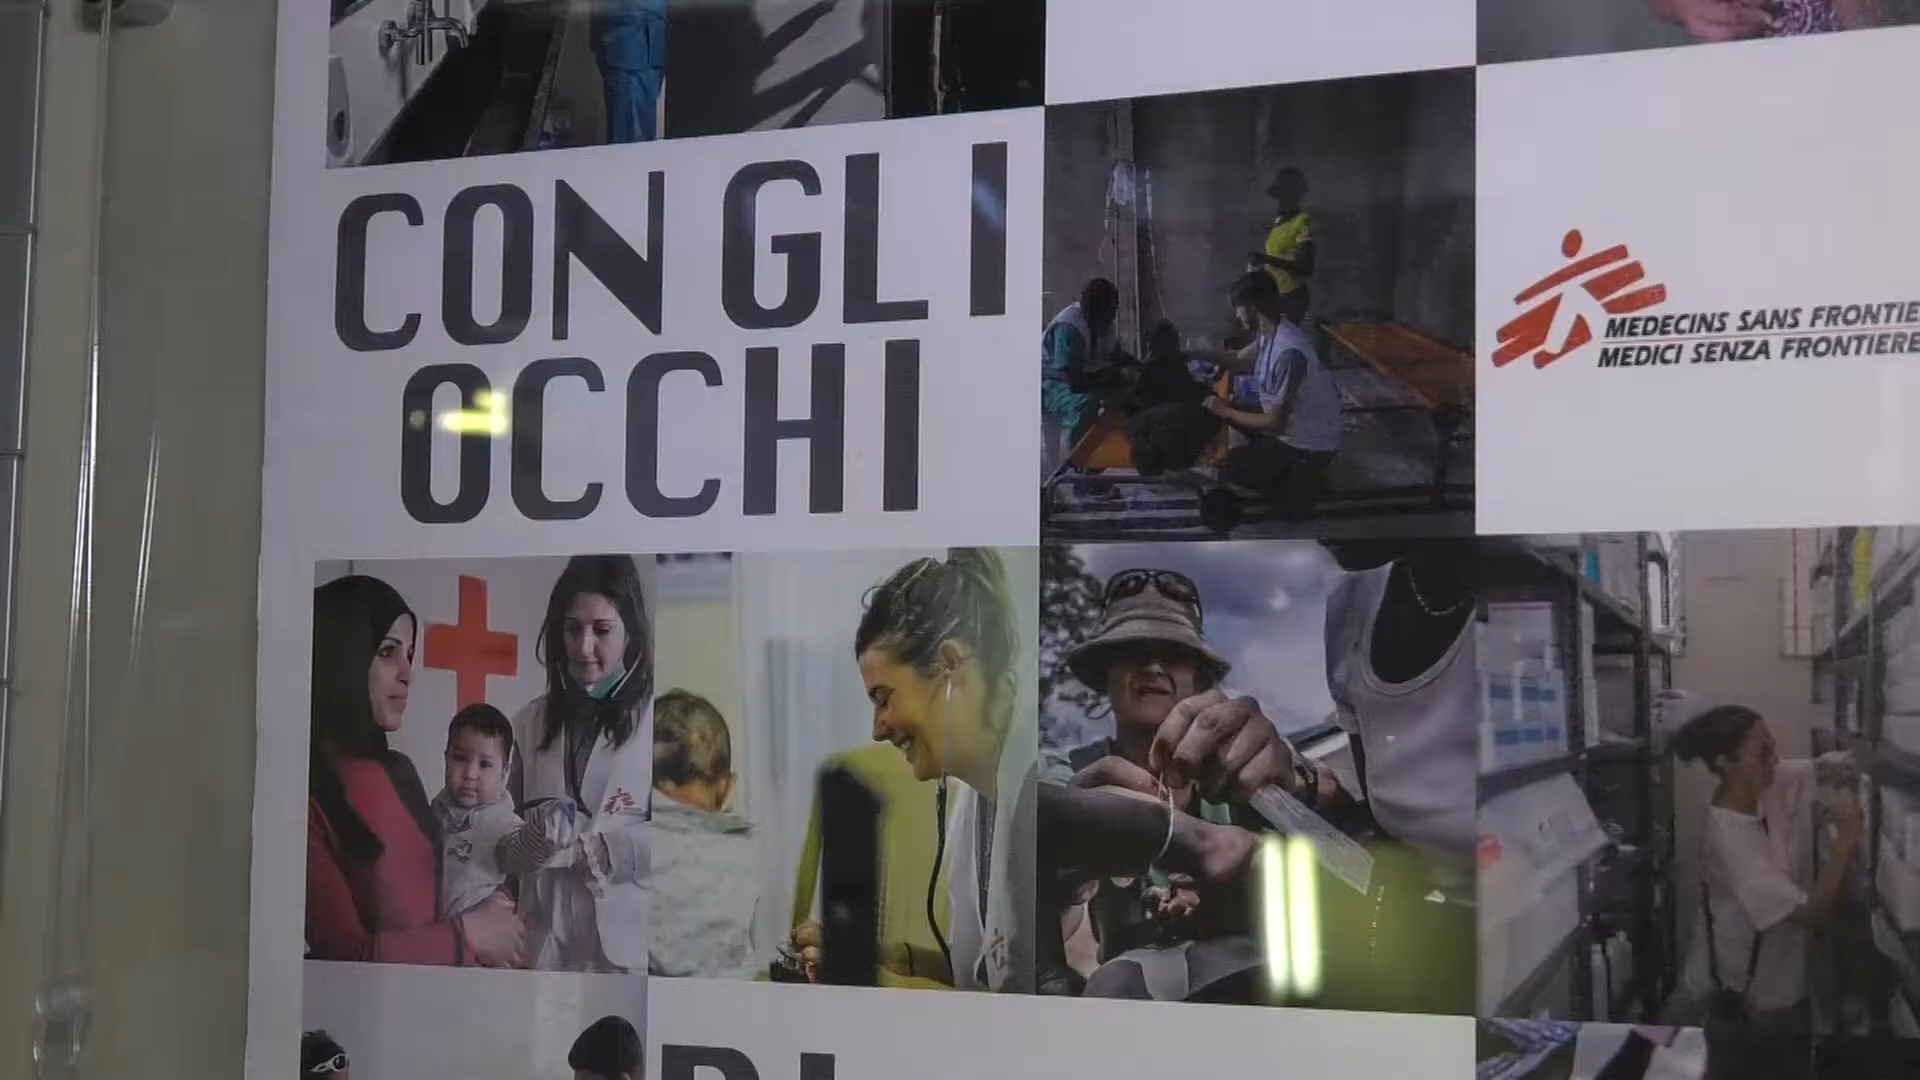 CON GLI
OCCHI
MEDECINS SANS FRONTIE
MEDICI SENZA FRONTIERE